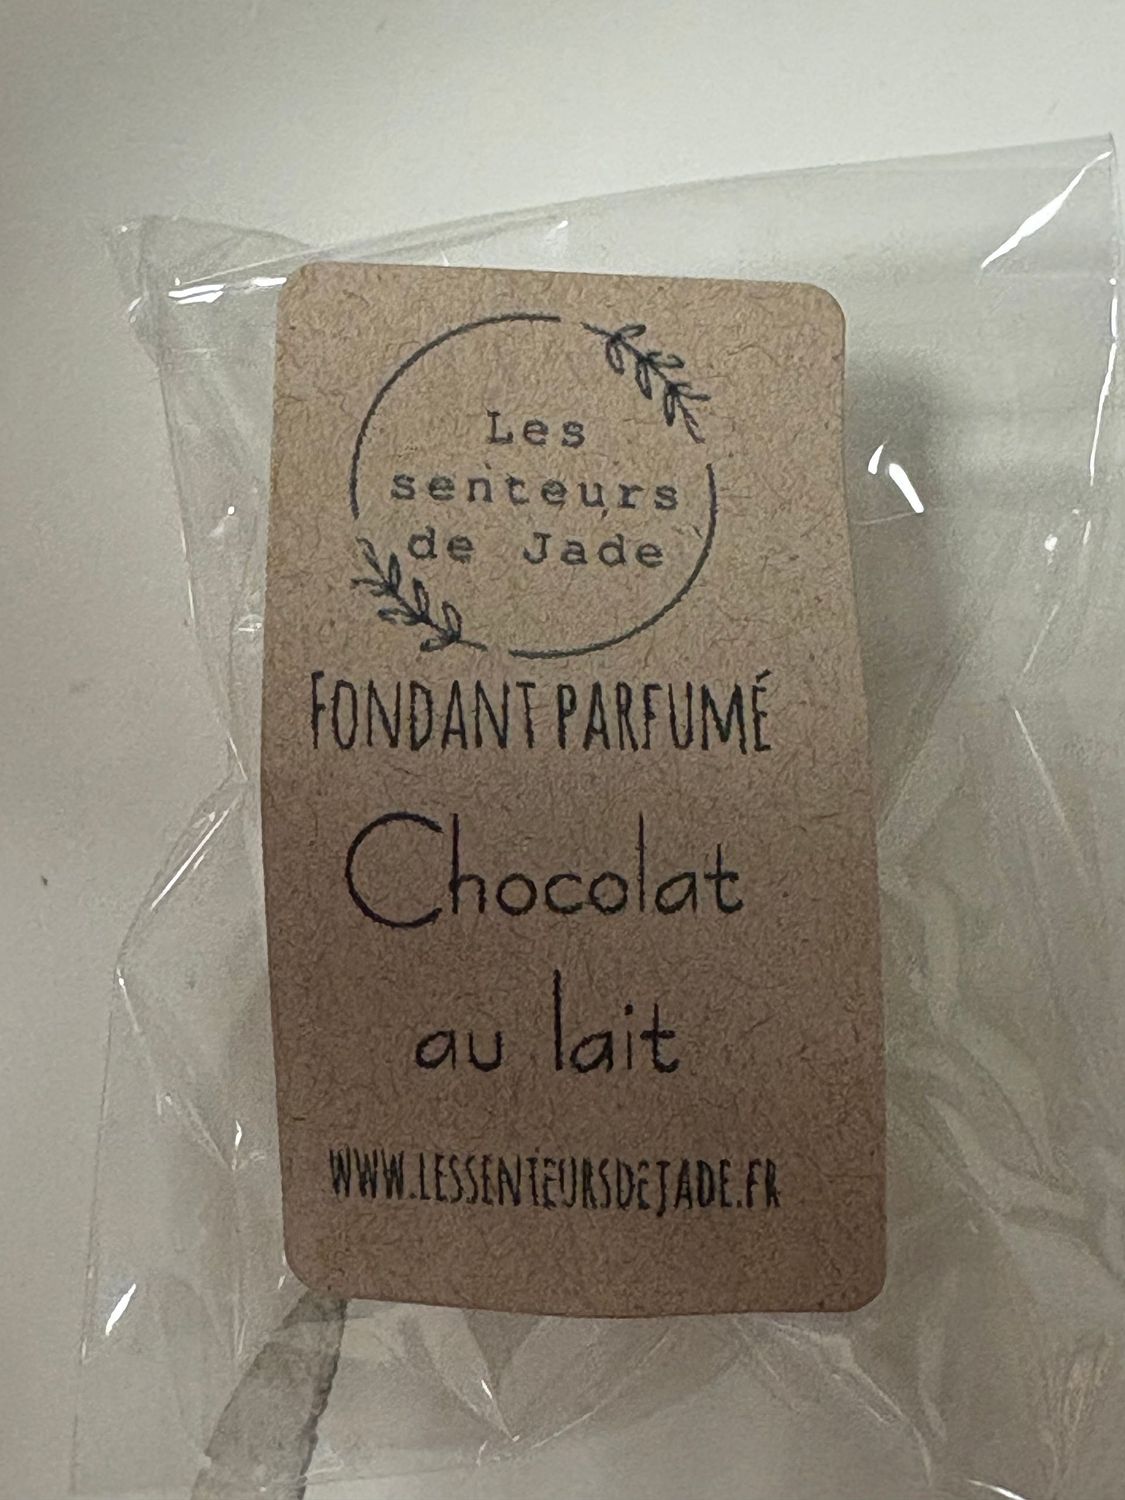 Les
senteurs
de Jade
FONDANT PARFUMÉ
Chocolat
au lait
WWW.LESSENTEURSDEJADE.FR